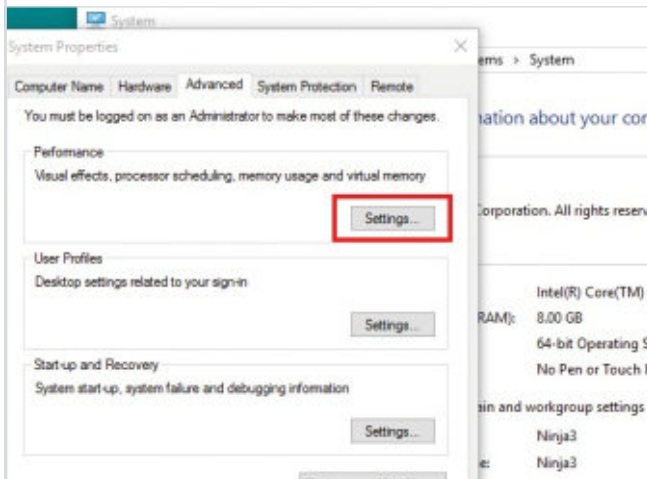 System
System Properties
Computer Name Hardware Advanced System Protection Remote
You must be logged on as an Administrator to make most of these changes.
Performance
Visual effects, processor scheduling, memory usage and virtual memory
Settings...
User Profiles
Desktop settings related to your sign-in
Settings...
Start-up and Recovery
System start-up, system failure and debugging information
Settings...
ems > System
ation about your cor
Corporation. All rights reserv
Intel(R) Core(TM)
RAM): 8.00 GB
64-bit Operating S
No Pen or Touch I
ain and workgroup settings
Ninja3
e: Ninja3